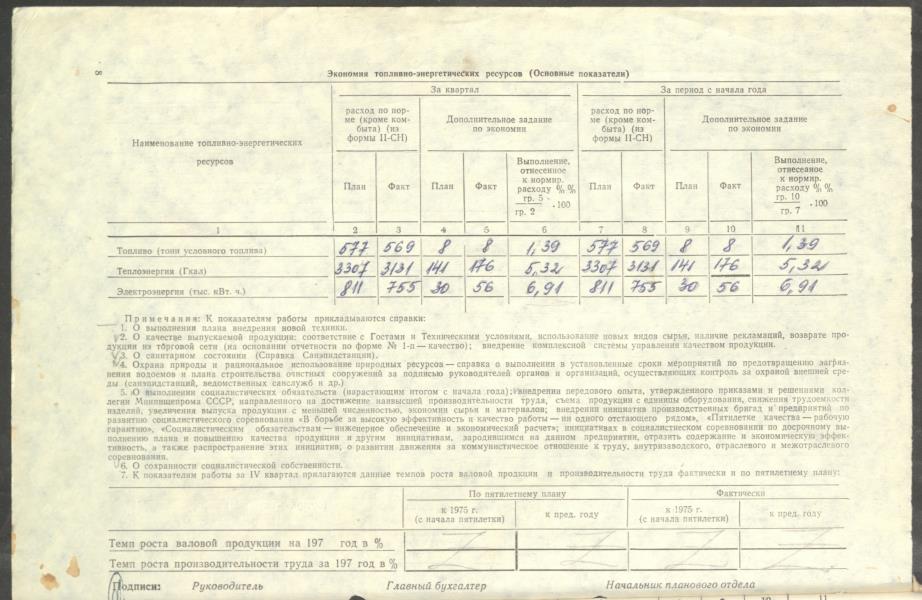 8
Экономия топливно-энергетических ресурсов (Основные показатели)
Наименование топливно-энергетических ресурсов
За квартал
За период с начала года
расход по норме (кроме комбыта) (из формы II-СН)
Дополнительное задание по экономии
расход по норме (кроме комбыта) (из формы II-СН)
Дополнительное задание по экономии
План Факт План Факт Выполнение, отнесенное к нормир. расходу %% гр. 5 / гр. 2 · 100 План Факт План Факт Выполнение, отнесенное к нормир. расходу %% гр. 10 / гр. 7 · 100
1 2 3 4 5 6 7 8 9 10 11
Топливо (тонн условного топлива) 577 569 8 8 1,39 577 569 8 8 1,39
Теплоэнергия (Гкал) 3307 3131 141 176 5,32 3307 3131 141 176 5,32
Электроэнергия (тыс. кВт. ч.) 811 755 30 56 6,91 811 755 30 56 6,91
Примечания: К показателям работы прикладываются справки:
1. О выполнении плана внедрения новой техники.
2. О качестве выпускаемой продукции: соответствие с Гостами и Техническими условиями, использование новых видов сырья, наличие рекламаций, возврате про-
дукции из торговой сети (на основании отчетности по форме № 1-п — качество); внедрении комплексной системы управления качеством продукции.
3. О санитарном состоянии (Справка Санэпидстанции).
4. Охрана природы и рациональное использование природных ресурсов — справка о выполнении в установленные сроки мероприятий по предотвращению загряз-
нения водоемов и плана строительства очистных сооружений за подписью руководителей органов и организаций, осуществляющих контроль за охраной внешней сре-
ды (санэпидстанций, ведомственных санслужб и др.)
5. О выполнении социалистических обязательств (нарастающим итогом с начала года): внедрении передового опыта, утвержденного приказами и решениями кол-
легии Минпищепрома СССР, направленного на достижение наивысшей производительности труда, съема продукции с единицы оборудования, снижения трудоемкости
изделий, увеличения выпуска продукции с меньшей численностью, экономии сырья и материалов; внедрении инициатив производственных бригад и предприятий по
развитию социалистического соревнования «В борьбе за высокую эффективность и качество работы — ни одного отстающего рядом», «Пятилетке качества — рабочую
гарантию», «Социалистическим обязательствам — инженерное обеспечение и экономический расчет»; инициативах в социалистическом соревновании по досрочному вы-
полнению плана и повышению качества продукции и другим инициативам, зародившимся на данном предприятии, отразить содержание и экономическую эффек-
тивность, а также распространение этих инициатив; о развитии движения за коммунистическое отношение к труду, внутризаводского, отраслевого и межотраслевого
соревнования.
6. О сохранности социалистической собственности.
7. К показателям работы за IV квартал прилагаются данные темпов роста валовой продкции и производительности труда фактически и по пятилетнему плану:
По пятилетнему плану Фактически
к 1975 г. (с начала пятилетки) к пред. году к 1975 г. (с начала пятилетки) к пред. году
Темп роста валовой продукции на 197 год в %
Темп роста производительности труда за 197 год в %
Подписи: Руководитель Главный бухгалтер Начальник планового отдела